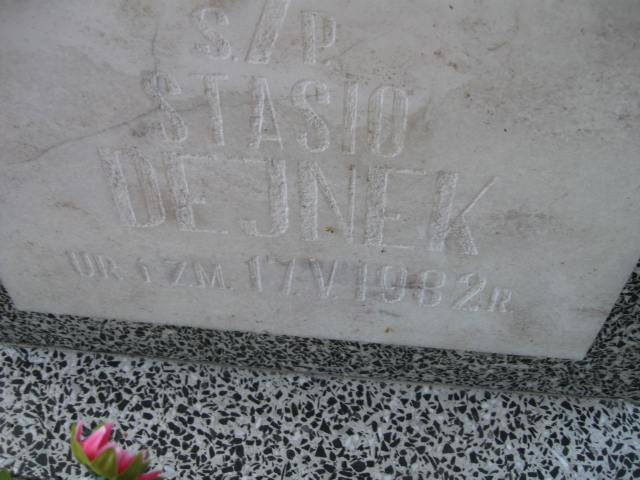 Ś. / P.
STASIO
DEJNEK
UR. i ZM. 17 V. 1982 R.